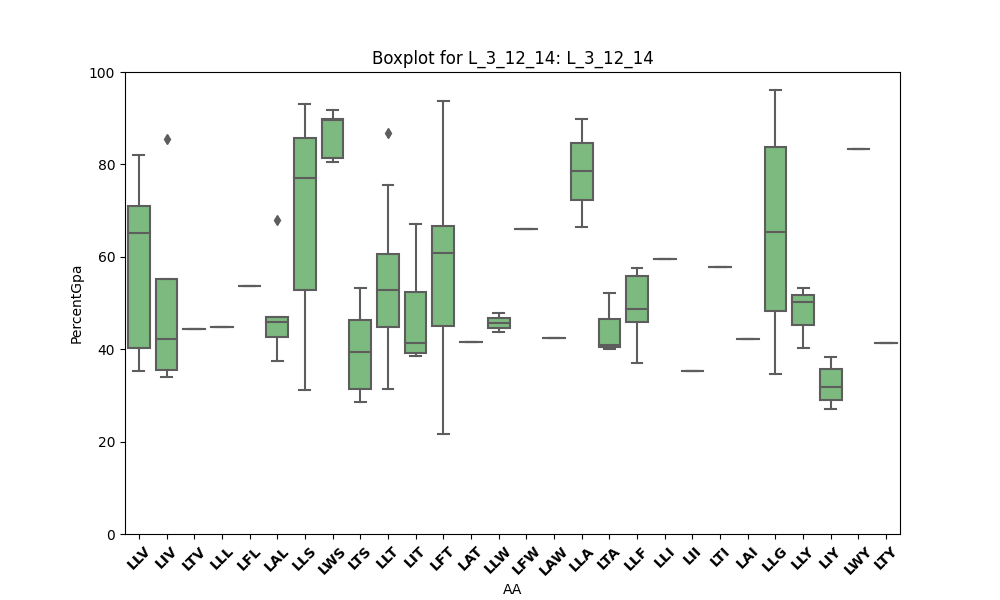 Boxplot for L_3_12_14: L_3_12_14
PercentGpa
100
80
60
40
20
0
LLV LIV LTV LLL LFL LAL LLS LWS LTS LLT LIT LFT LAT LLW LFW LAW LLA LTA LLF LLI LII LTI LAI LLG LLY LIY LWY LTY
AA